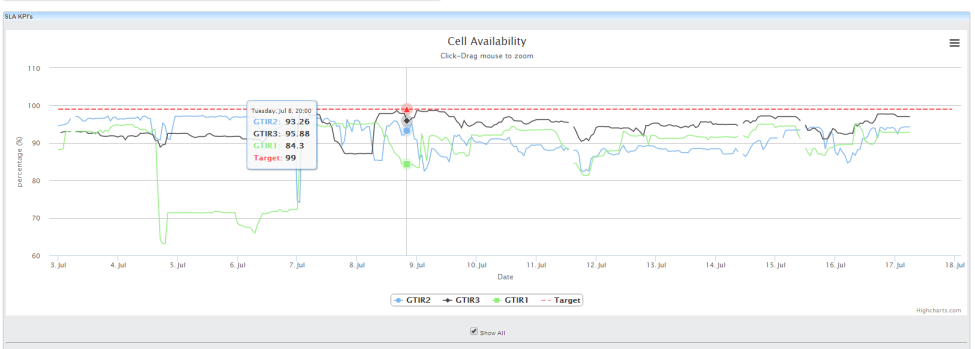 SLA KPI's
Cell Availability
Click-Drag mouse to zoom
percentage (%)
110
100
90
80
70
60
Tuesday, Jul 8, 20:00
GTIR2: 93.26
GTIR3: 95.88
GTIR1: 84.3
Target: 99
3. Jul 4. Jul 5. Jul 6. Jul 7. Jul 8. Jul 9. Jul 10. Jul 11. Jul 12. Jul 13. Jul 14. Jul 15. Jul 16. Jul 17. Jul 18. Jul
Date
GTIR2 GTIR3 GTIR1 Target
Highcharts.com
Show All